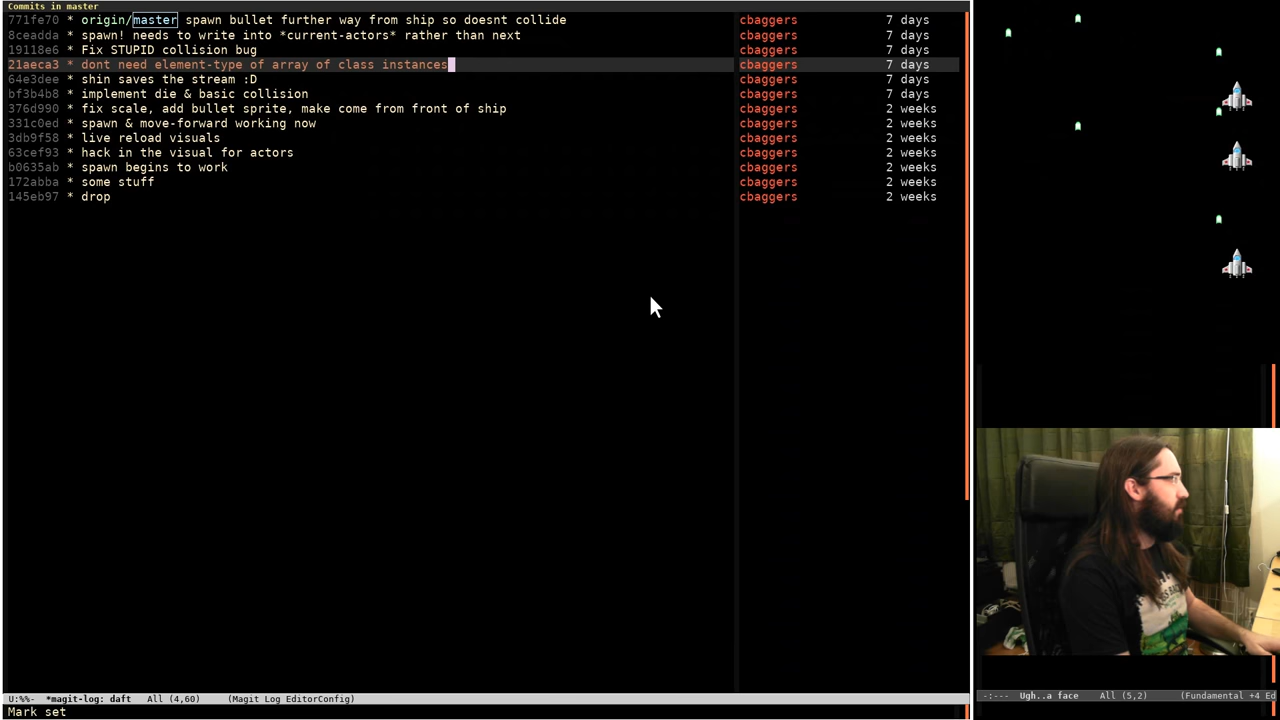 Commits in master
771fe70 * origin/master spawn bullet further way from ship so doesnt collide cbaggers 7 days
8ceadda * spawn! needs to write into *current-actors* rather than next cbaggers 7 days
19118e6 * Fix STUPID collision bug cbaggers 7 days
21aeca3 * dont need element-type of array of class instances cbaggers 7 days
64e3dee * shin saves the stream :D cbaggers 7 days
bf3b4b8 * implement die & basic collision cbaggers 7 days
376d990 * fix scale, add bullet sprite, make come from front of ship cbaggers 2 weeks
331c0ed * spawn & move-forward working now cbaggers 2 weeks
3db9f58 * live reload visuals cbaggers 2 weeks
63cef93 * hack in the visual for actors cbaggers 2 weeks
b0635ab * spawn begins to work cbaggers 2 weeks
172abba * some stuff cbaggers 2 weeks
145eb97 * drop cbaggers 2 weeks
U:%%- *magit-log: daft All (4,60) (Magit Log EditorConfig)
-:--- Ugh..a face All (5,2) (Fundamental +4 Ed
Mark set